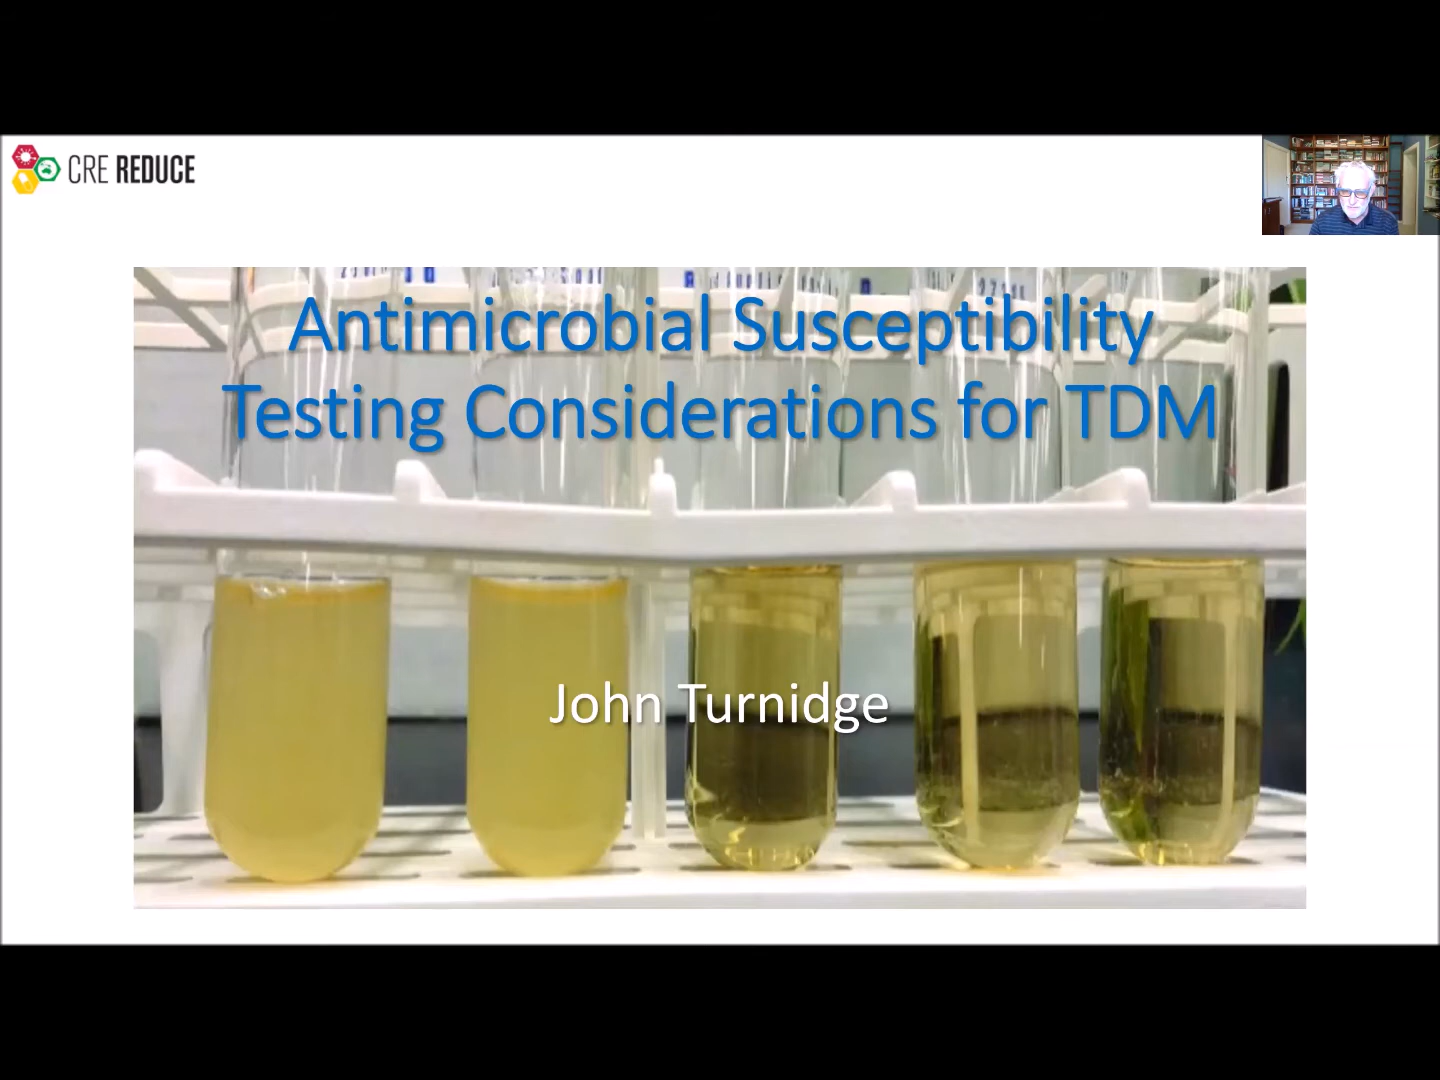 CRE REDUCE
Antimicrobial Susceptibility
Testing Considerations for TDM
John Turnidge